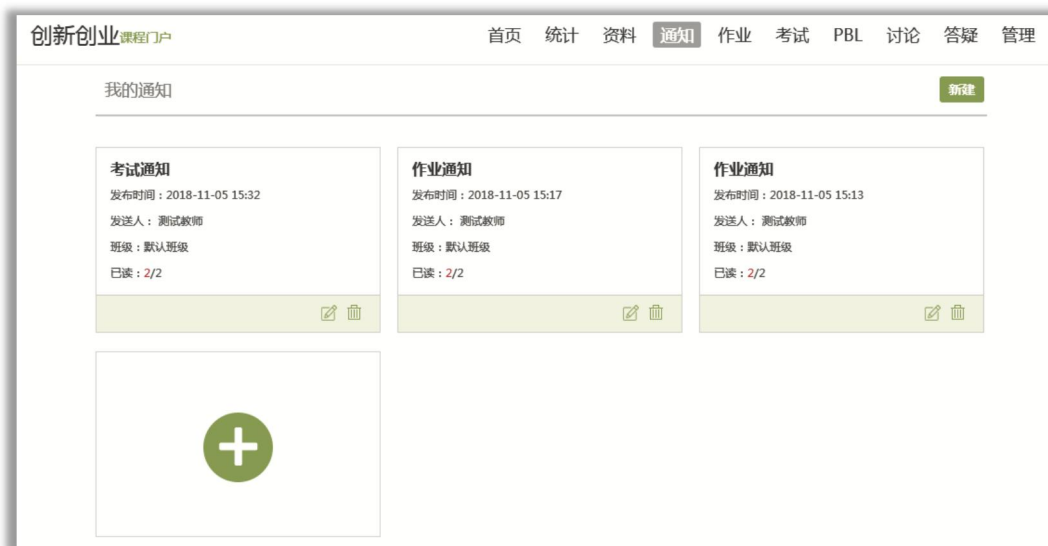 创新创业课程门户 首页 统计 资料 通知 作业 考试 PBL 讨论 答疑 管理
我的通知 新建
考试通知
发布时间：2018-11-05 15:32
发送人： 测试教师
班级：默认班级
已读：2/2
作业通知
发布时间：2018-11-05 15:17
发送人： 测试教师
班级：默认班级
已读：2/2
作业通知
发布时间：2018-11-05 15:13
发送人： 测试教师
班级：默认班级
已读：2/2